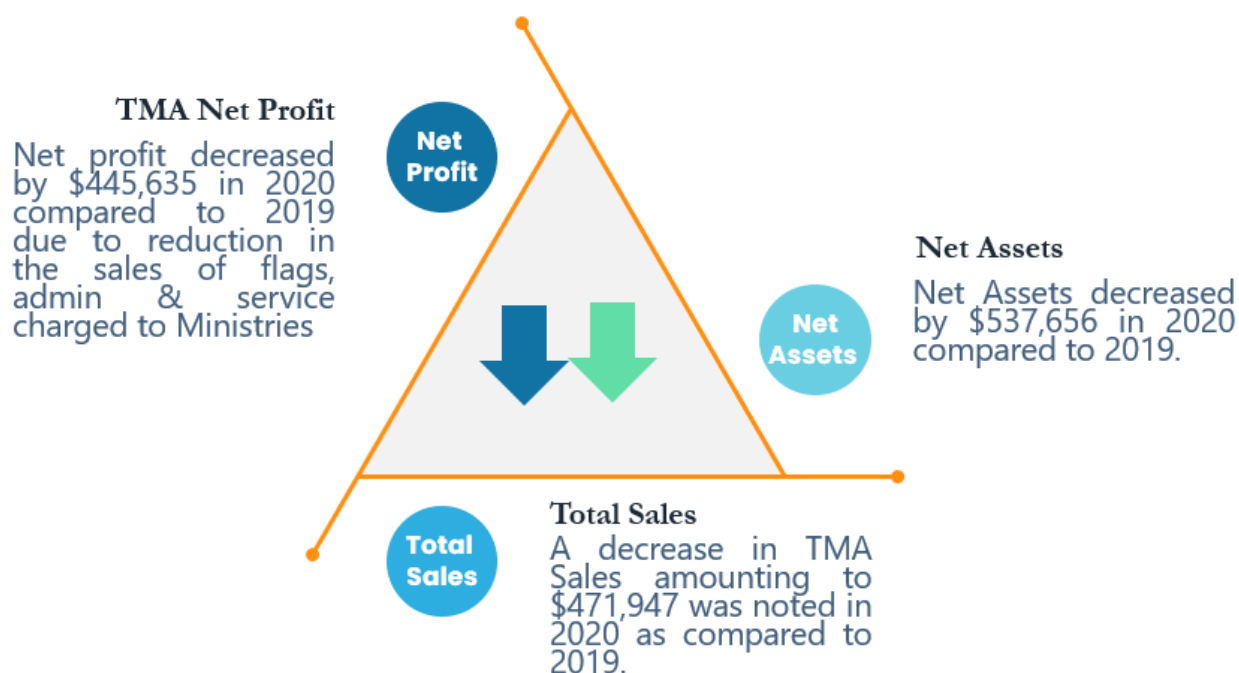 TMA Net Profit
Net profit decreased
by $445,635 in 2020
compared to 2019
due to reduction in
the sales of flags,
admin & service
charged to Ministries
Net
Profit
Net Assets
Net Assets decreased
by $537,656 in 2020
compared to 2019.
Net
Assets
Total
Sales
Total Sales
A decrease in TMA
Sales amounting to
$471,947 was noted in
2020 as compared to
2019.